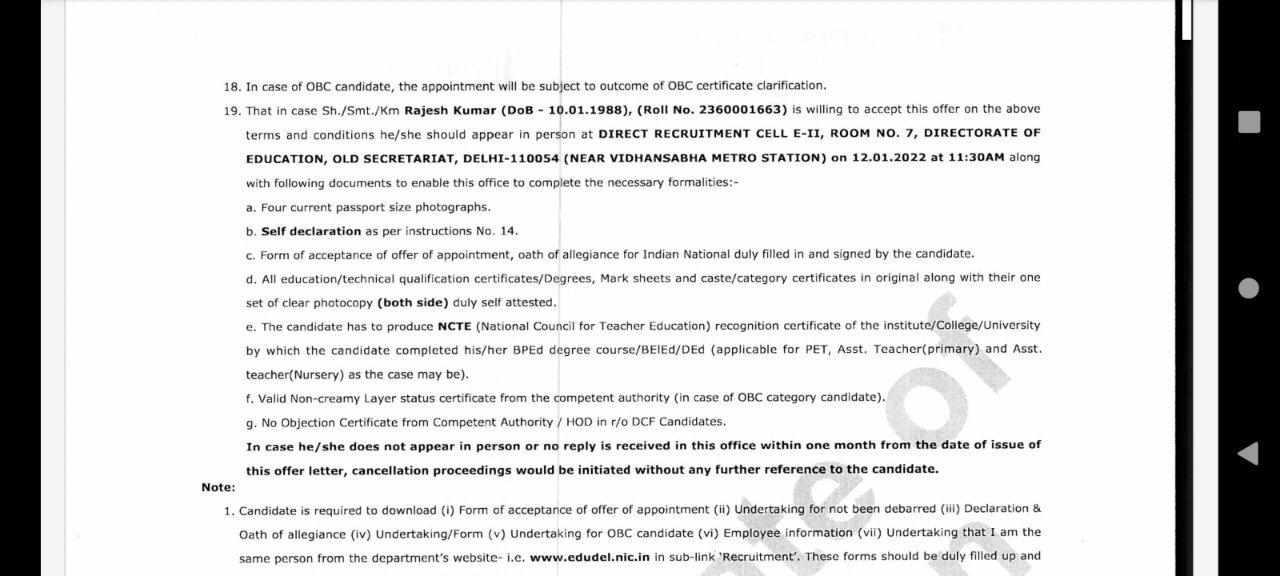 18. In case of OBC candidate, the appointment will be subject to outcome of OBC certificate clarification.
19. That in case Sh./Smt./Km Rajesh Kumar (DoB - 10.01.1988), (Roll No. 2360001663) is willing to accept this offer on the above
terms and conditions he/she should appear in person at DIRECT RECRUITMENT CELL E-II, ROOM NO. 7, DIRECTORATE OF
EDUCATION, OLD SECRETARIAT, DELHI-110054 (NEAR VIDHANSABHA METRO STATION) on 12.01.2022 at 11:30AM along
with following documents to enable this office to complete the necessary formalities:-
a. Four current passport size photographs.
b. Self declaration as per instructions No. 14.
c. Form of acceptance of offer of appointment, oath of allegiance for Indian National duly filled in and signed by the candidate.
d. All education/technical qualification certificates/Degrees, Mark sheets and caste/category certificates in original along with their one
set of clear photocopy (both side) duly self attested.
e. The candidate has to produce NCTE (National Council for Teacher Education) recognition certificate of the institute/College/University
by which the candidate completed his/her BPEd degree course/BElEd/DEd (applicable for PET, Asst. Teacher(primary) and Asst.
teacher(Nursery) as the case may be).
f. Valid Non-creamy Layer status certificate from the competent authority (in case of OBC category candidate).
g. No Objection Certificate from Competent Authority / HOD in r/o DCF Candidates.
In case he/she does not appear in person or no reply is received in this office within one month from the date of issue of
this offer letter, cancellation proceedings would be initiated without any further reference to the candidate.
Note:
1. Candidate is required to download (i) Form of acceptance of offer of appointment (ii) Undertaking for not been debarred (iii) Declaration &
Oath of allegiance (iv) Undertaking/Form (v) Undertaking for OBC candidate (vi) Employee information (vii) Undertaking that I am the
same person from the department's website- i.e. www.edudel.nic.in in sub-link 'Recruitment'. These forms should be duly filled up and
of